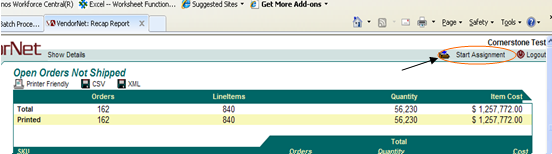 nos Workforce Central(R) Excel -- Worksheet Function... Suggested Sites Get More Add-ons
Batch Proce... VendorNet: Recap Report Page Safety Tools
Cornerstone Test
orNet Show Details Start Assignment Logout
Open Orders Not Shipped
Printer Friendly CSV XML
Orders LineItems Quantity Item Cost
Total 162 840 56,230 $ 1,257,772.00
Printed 162 840 56,230 $ 1,257,772.00
Total
SKU Orders Quantity Cost